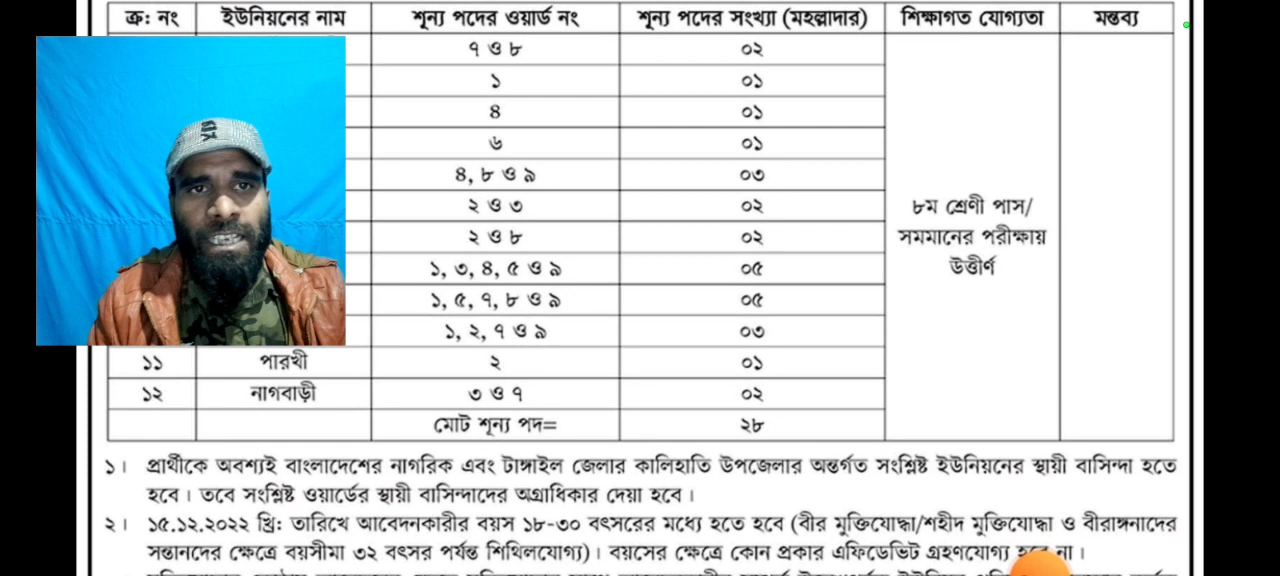 ক্র: নং ইউনিয়নের নাম শূন্য পদের ওয়ার্ড নং শূন্য পদের সংখ্যা (মহল্লাদার) শিক্ষাগত যোগ্যতা মন্তব্য
৭ ও ৮ ০২
১ ০১
৪ ০১
৬ ০১
৪, ৮ ও ৯ ০৩
২ ও ৩ ০২ ৮ম শ্রেণী পাস/
২ ও ৮ ০২ সমমানের পরীক্ষায়
১, ৩, ৪, ৫ ও ৯ ০৫ উত্তীর্ণ
১, ৫, ৭, ৮ ও ৯ ০৫
১, ২, ৭ ও ৯ ০৩
১১ পারখী ২ ০১
১২ নাগবাড়ী ৩ ও ৭ ০২
মোট শূন্য পদ= ২৮
১। প্রার্থীকে অবশ্যই বাংলাদেশের নাগরিক এবং টাঙ্গাইল জেলার কালিহাতি উপজেলার অন্তর্গত সংশ্লিষ্ট ইউনিয়নের স্থায়ী বাসিন্দা হতে
হবে। তবে সংশ্লিষ্ট ওয়ার্ডের স্থায়ী বাসিন্দাদের অগ্রাধিকার দেয়া হবে।
২। ১৫.১২.২০২২ খ্রি: তারিখে আবেদনকারীর বয়স ১৮-৩০ বৎসরের মধ্যে হতে হবে (বীর মুক্তিযোদ্ধা/শহীদ মুক্তিযোদ্ধা ও বীরাঙ্গনাদের
সন্তানদের ক্ষেত্রে বয়সীমা ৩২ বৎসর পর্যন্ত শিথিলযোগ্য)। বয়সের ক্ষেত্রে কোন প্রকার এফিডেভিট গ্রহণযোগ্য হবে না।